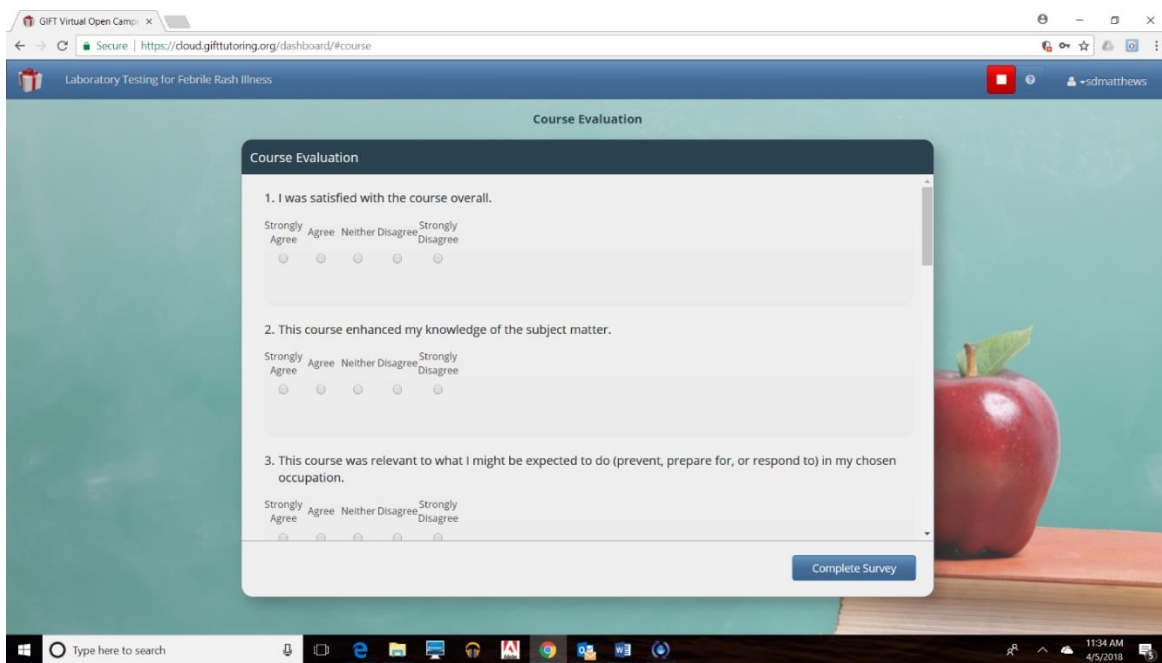 GIFT Virtual Open Camp
Secure | https://cloud.gifttutoring.org/dashboard/#course
Laboratory Testing for Febrile Rash Illness
sdmatthews
Course Evaluation
Course Evaluation
1. I was satisfied with the course overall.
Strongly Agree Agree Neither Disagree Strongly Disagree
2. This course enhanced my knowledge of the subject matter.
Strongly Agree Agree Neither Disagree Strongly Disagree
3. This course was relevant to what I might be expected to do (prevent, prepare for, or respond to) in my chosen
occupation.
Strongly Agree Agree Neither Disagree Strongly Disagree
Complete Survey
Type here to search
11:34 AM
4/5/2018